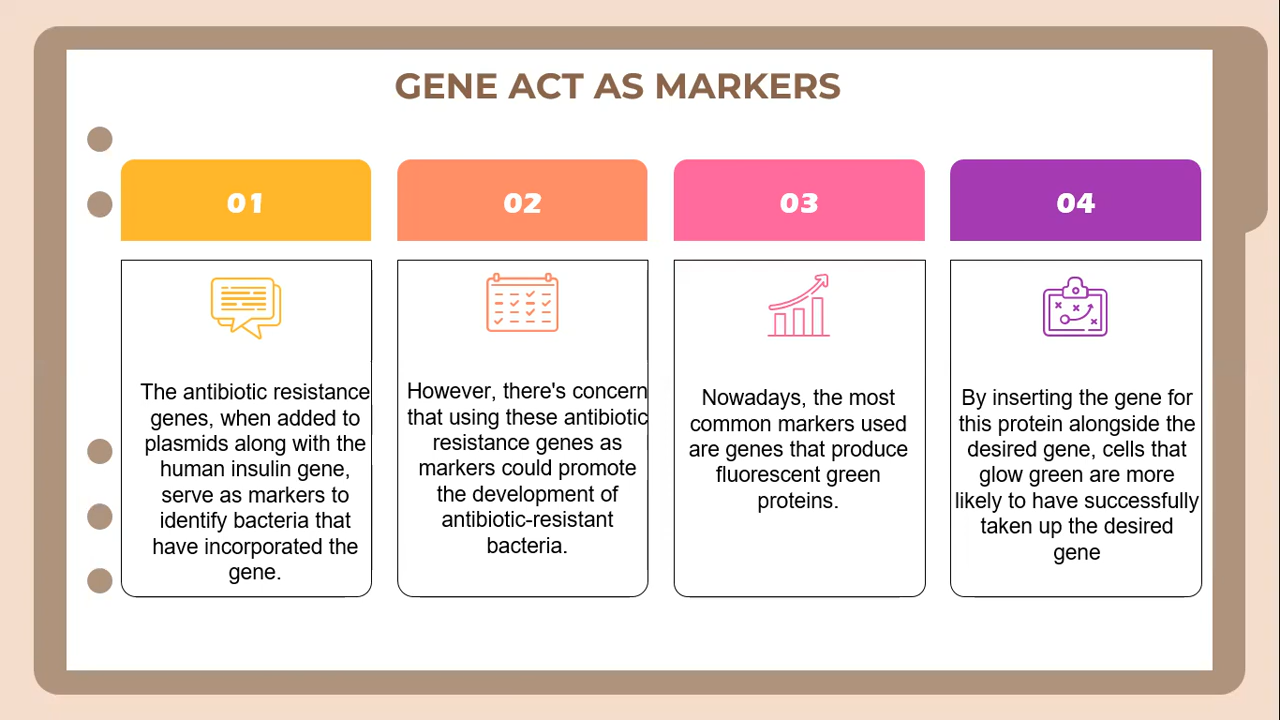 GENE ACT AS MARKERS
01
The antibiotic resistance
genes, when added to
plasmids along with the
human insulin gene,
serve as markers to
identify bacteria that
have incorporated the
gene.
02
However, there's concern
that using these antibiotic
resistance genes as
markers could promote
the development of
antibiotic-resistant
bacteria.
03
Nowadays, the most
common markers used
are genes that produce
fluorescent green
proteins.
04
By inserting the gene for
this protein alongside the
desired gene, cells that
glow green are more
likely to have successfully
taken up the desired
gene